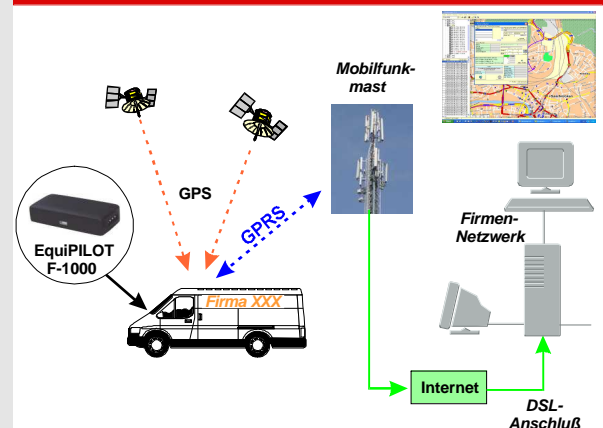 Mobilfunk-
mast
GPS
GPRS
EquiPILOT
F-1000
Firma XXX
Firmen-
Netzwerk
Internet
DSL-
Anschluß